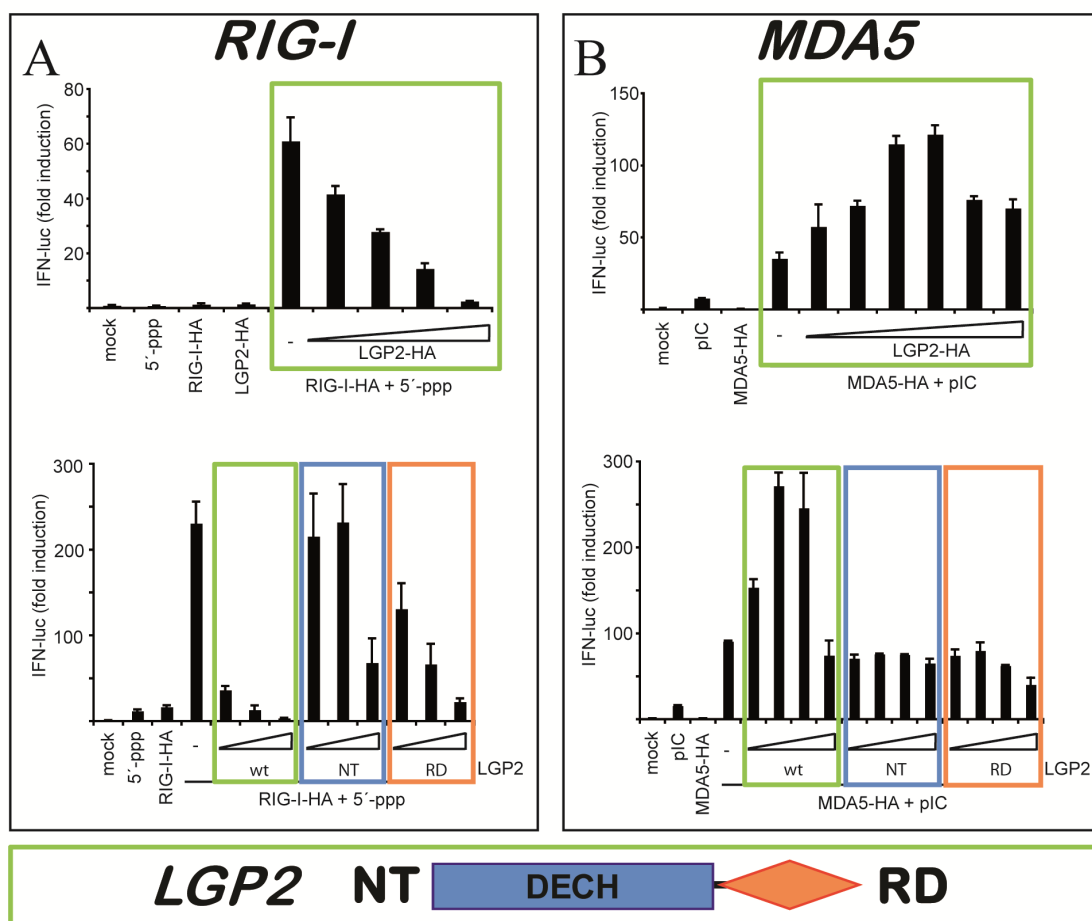 A
RIG-I
IFN-luc (fold induction)
80
60
40
20
mock
5´-ppp
RIG-I-HA
LGP2-HA
-
LGP2-HA
RIG-I-HA + 5´-ppp
IFN-luc (fold induction)
300
200
100
mock
5´-ppp
RIG-I-HA
-
wt
NT
RD
LGP2
RIG-I-HA + 5´-ppp
B
MDA5
IFN-luc (fold induction)
150
100
50
mock
pIC
MDA5-HA
-
LGP2-HA
MDA5-HA + pIC
IFN-luc (fold induction)
300
200
100
mock
pIC
MDA5-HA
-
wt
NT
RD
LGP2
MDA5-HA + pIC
LGP2 NT DECH RD